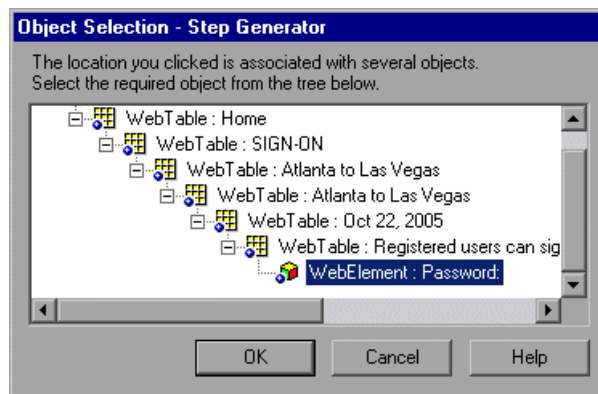 Object Selection - Step Generator
The location you clicked is associated with several objects.
Select the required object from the tree below.
WebTable : Home
WebTable : SIGN-ON
WebTable : Atlanta to Las Vegas
WebTable : Atlanta to Las Vegas
WebTable : Oct 22, 2005
WebTable : Registered users can sig
WebElement : Password:
OK Cancel Help